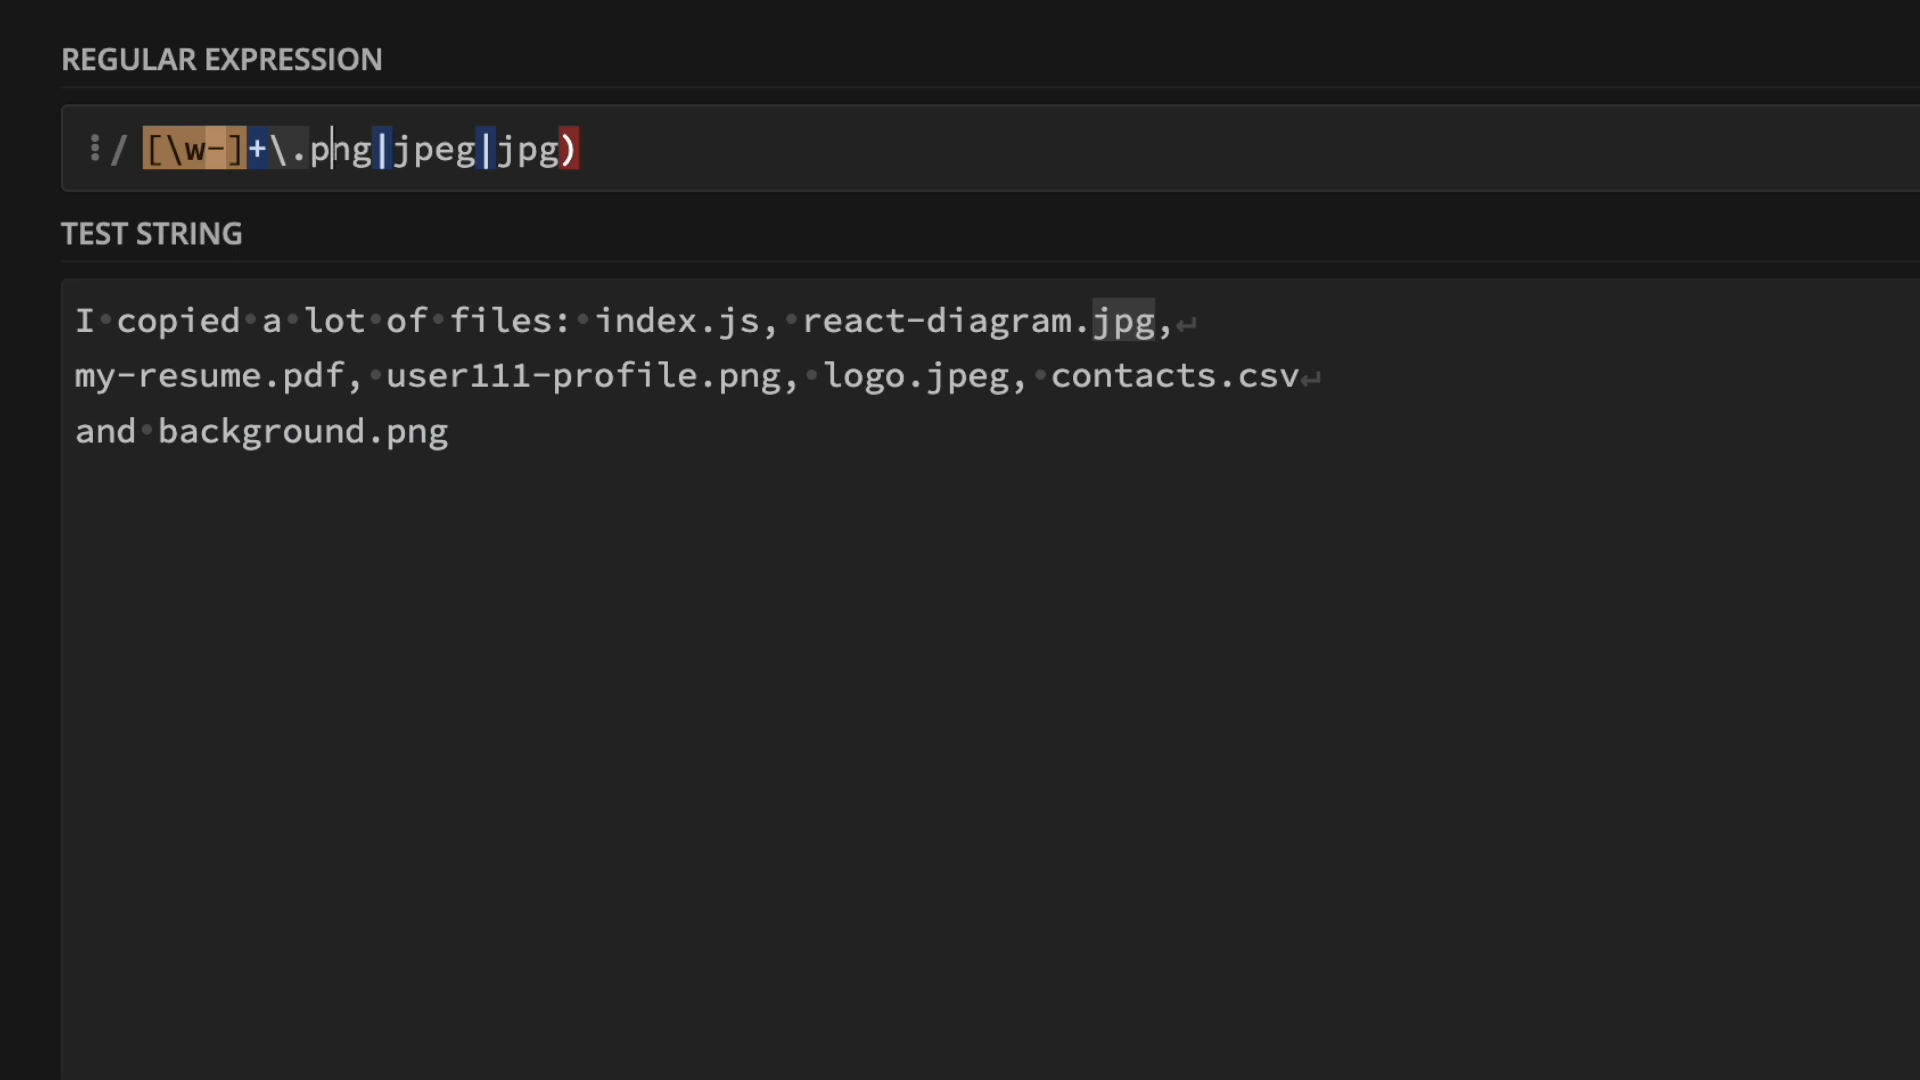 REGULAR EXPRESSION
/ [\w-]+\.png|jpeg|jpg)
TEST STRING
I copied a lot of files: index.js, react-diagram.jpg,
my-resume.pdf, user111-profile.png, logo.jpeg, contacts.csv
and background.png